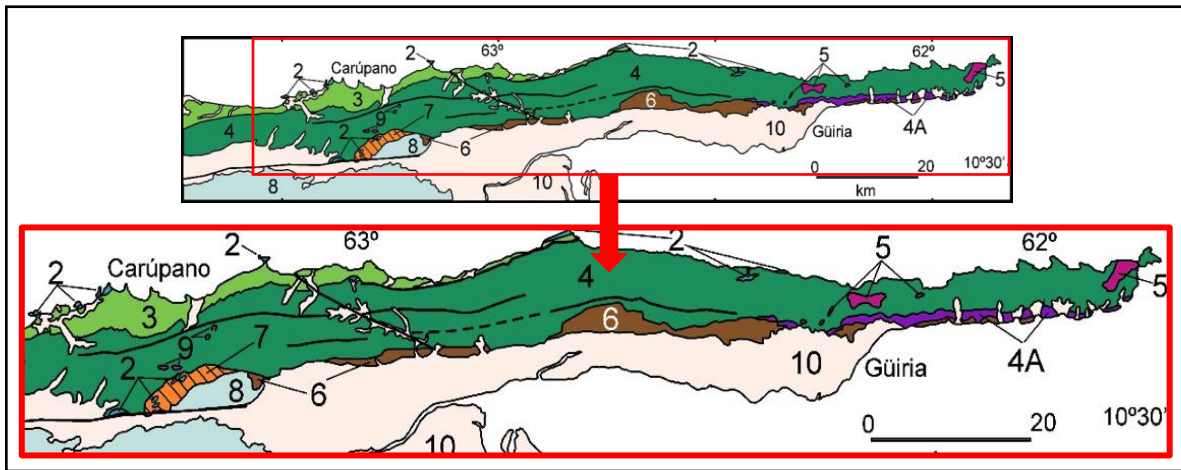 2 63º 2 5 62º
2 Carúpano 4
3 5
7 6
4 9 10 Güiria 4A
2 8 6
0 20 10º30'
8 10 km
2 63º 2 5 62º
2 Carúpano 4
3 5
9 7 6
2 8 6 10 Güiria 4A
0 20 10º30'
10